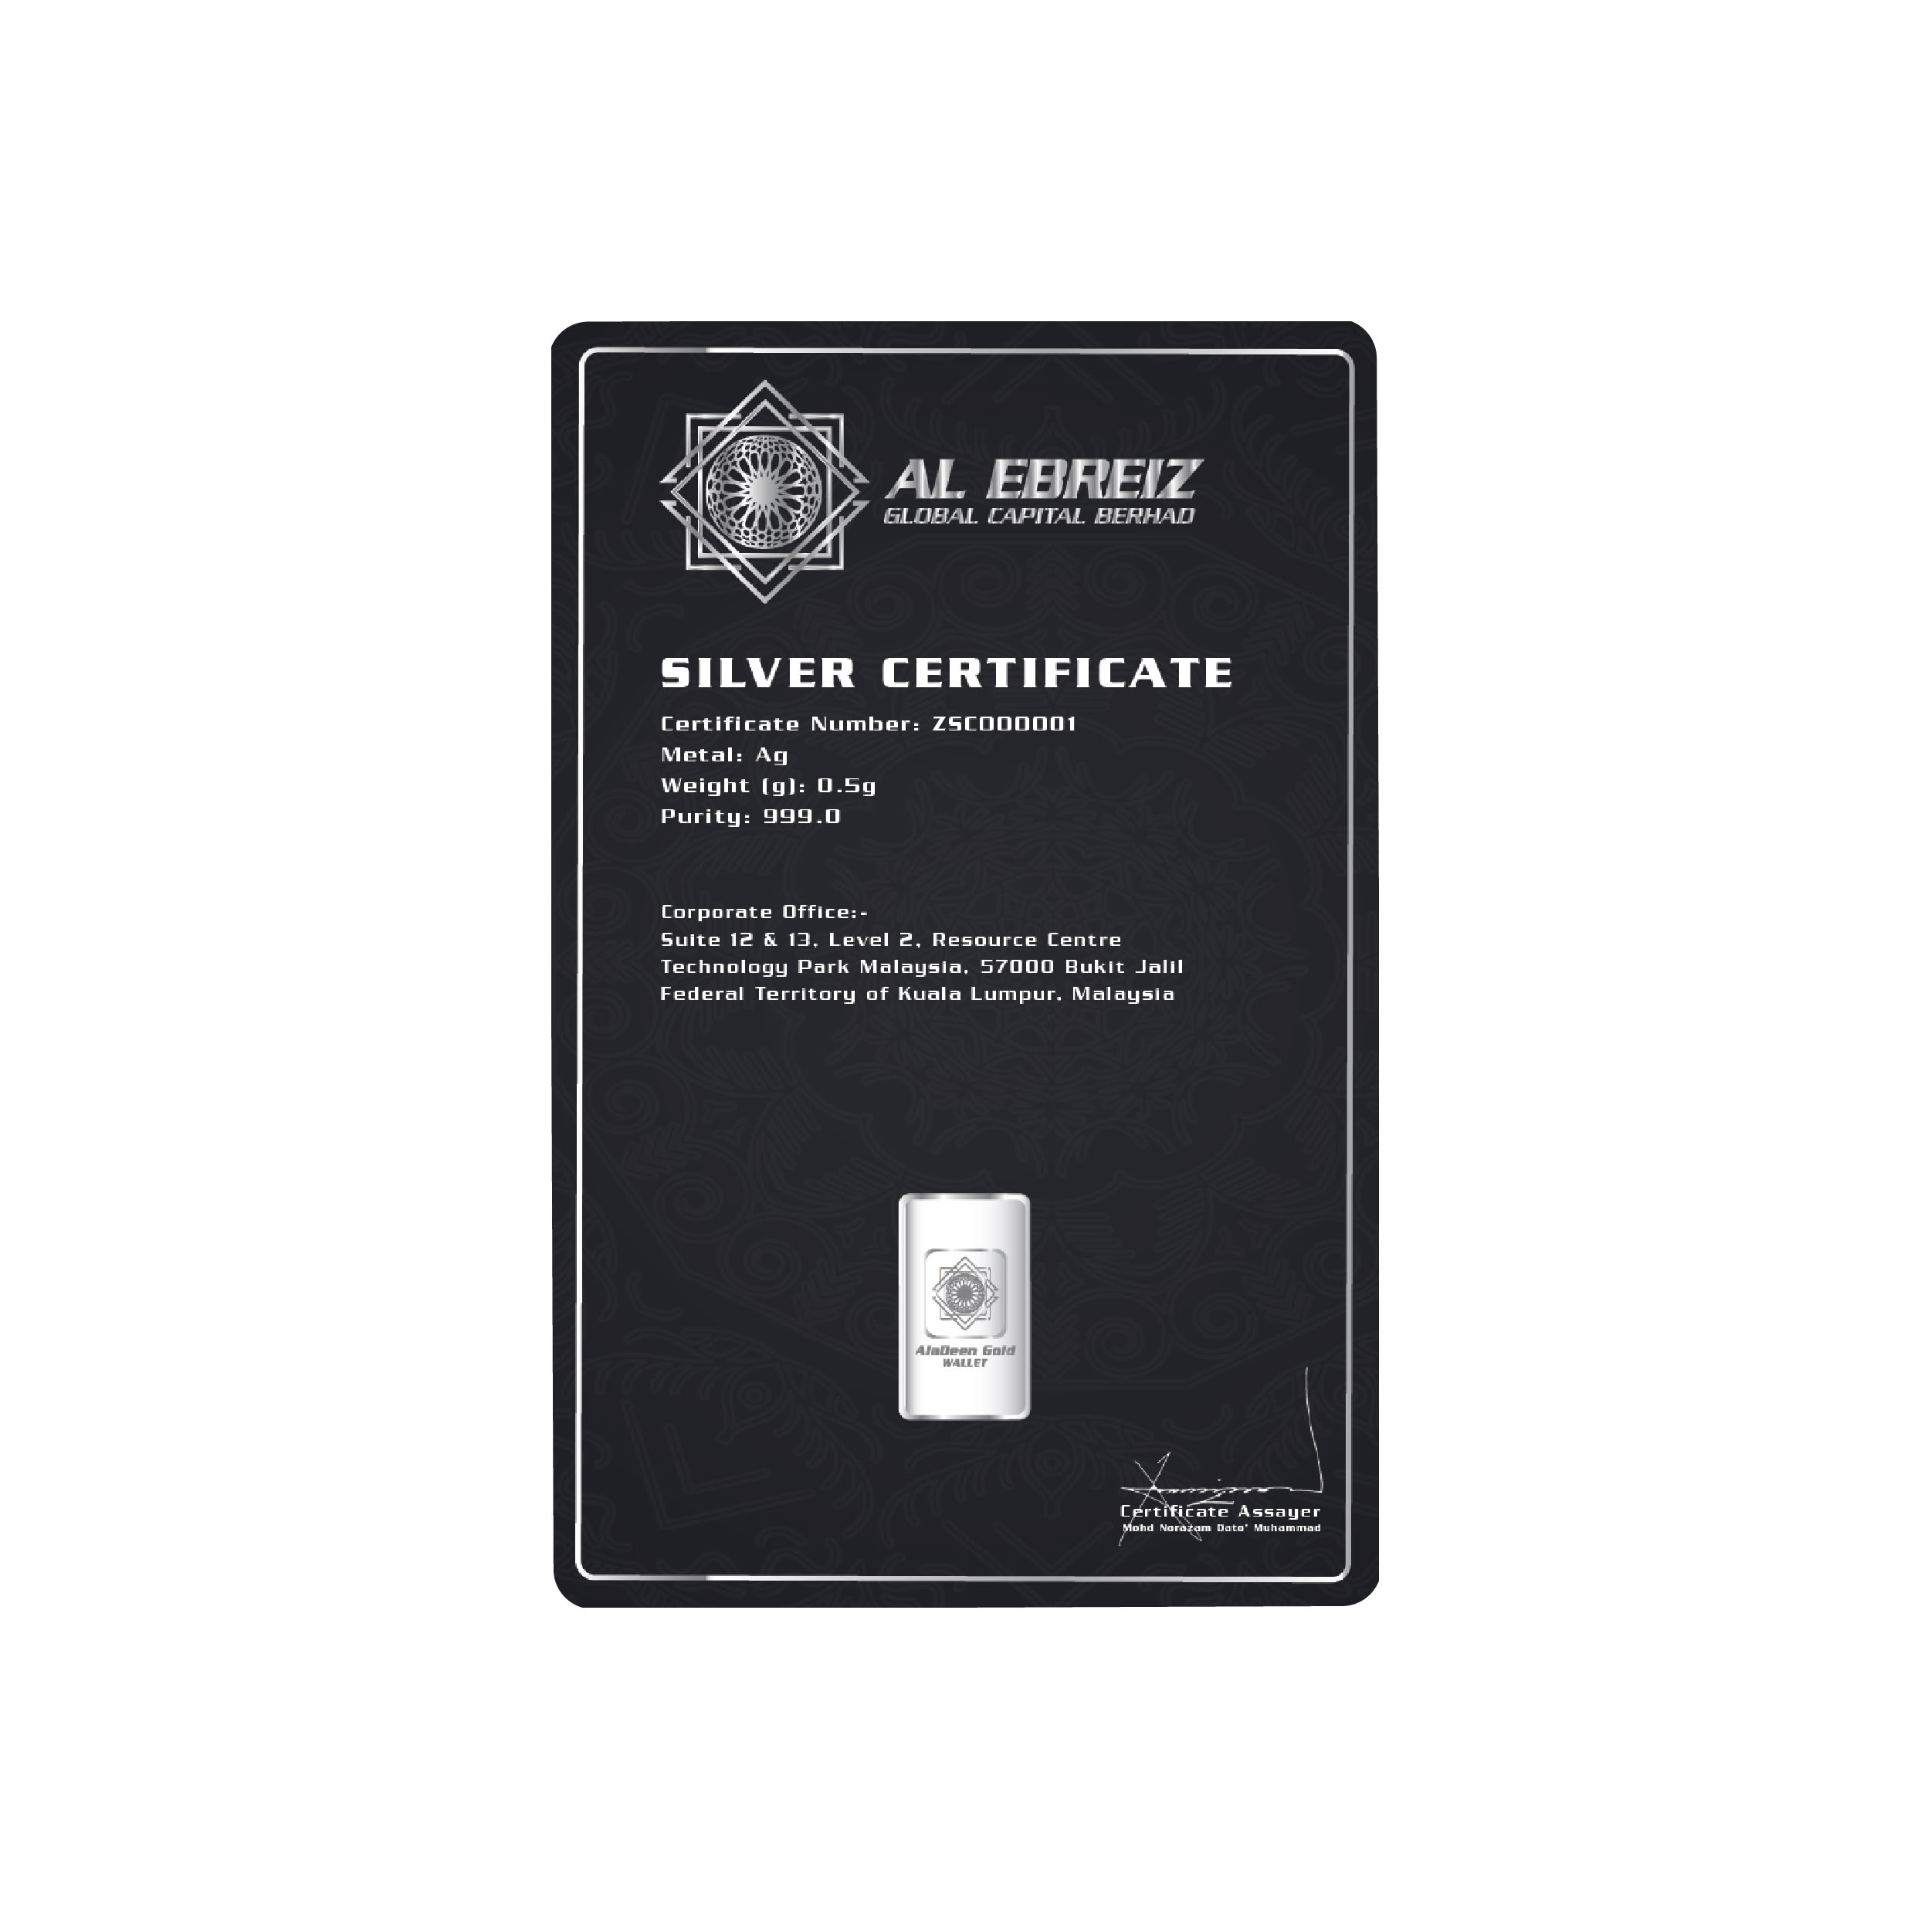 AL EBREIZ
GLOBAL CAPITAL BERHAD
SILVER CERTIFICATE
Certificate Number: ZSC000001
Metal: Ag
Weight (g): 0.5g
Purity: 999.0
Corporate Office:-
Suite 12 & 13, Level 2, Resource Centre
Technology Park Malaysia, 57000 Bukit Jalil
Federal Territory of Kuala Lumpur, Malaysia
AlaDeen Gold
WALLET
Certificate Assayer
Mohd Norazam Dato' Muhammad